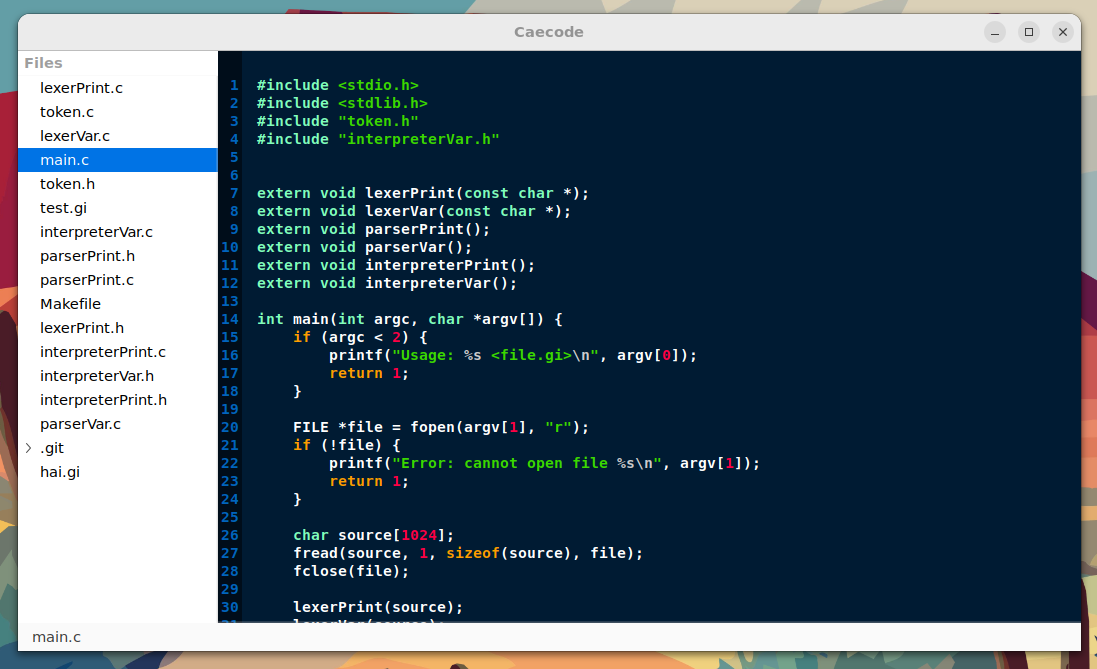 Caecode
Files
lexerPrint.c
token.c
lexerVar.c
main.c
token.h
test.gi
interpreterVar.c
parserPrint.h
parserPrint.c
Makefile
lexerPrint.h
interpreterPrint.c
interpreterVar.h
interpreterPrint.h
parserVar.c
.git
hai.gi
1 #include <stdio.h>
2 #include <stdlib.h>
3 #include "token.h"
4 #include "interpreterVar.h"
5
6
7 extern void lexerPrint(const char *);
8 extern void lexerVar(const char *);
9 extern void parserPrint();
10 extern void parserVar();
11 extern void interpreterPrint();
12 extern void interpreterVar();
13
14 int main(int argc, char *argv[]) {
15     if (argc < 2) {
16         printf("Usage: %s <file.gi>\n", argv[0]);
17         return 1;
18     }
19
20     FILE *file = fopen(argv[1], "r");
21     if (!file) {
22         printf("Error: cannot open file %s\n", argv[1]);
23         return 1;
24     }
25
26     char source[1024];
27     fread(source, 1, sizeof(source), file);
28     fclose(file);
29
30     lexerPrint(source);
31     lexerVar(source);
main.c